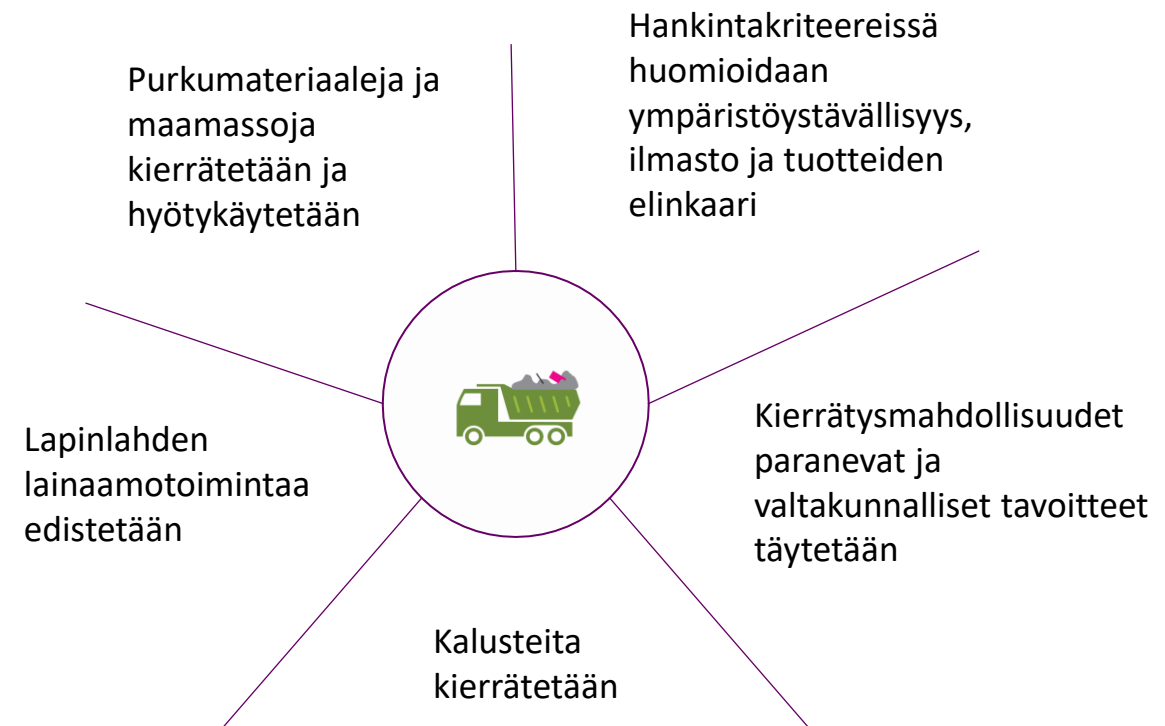 Purkumateriaaleja ja
maamassoja
kierrätetään ja
hyötykäytetään
Hankintakriteereissä
huomioidaan
ympäristöystävällisyys,
ilmasto ja tuotteiden
elinkaari
Lapinlahden
lainaamotoimintaa
edistetään
Kierrätysmahdollisuudet
paranevat ja
valtakunnalliset tavoitteet
täytetään
Kalusteita
kierrätetään